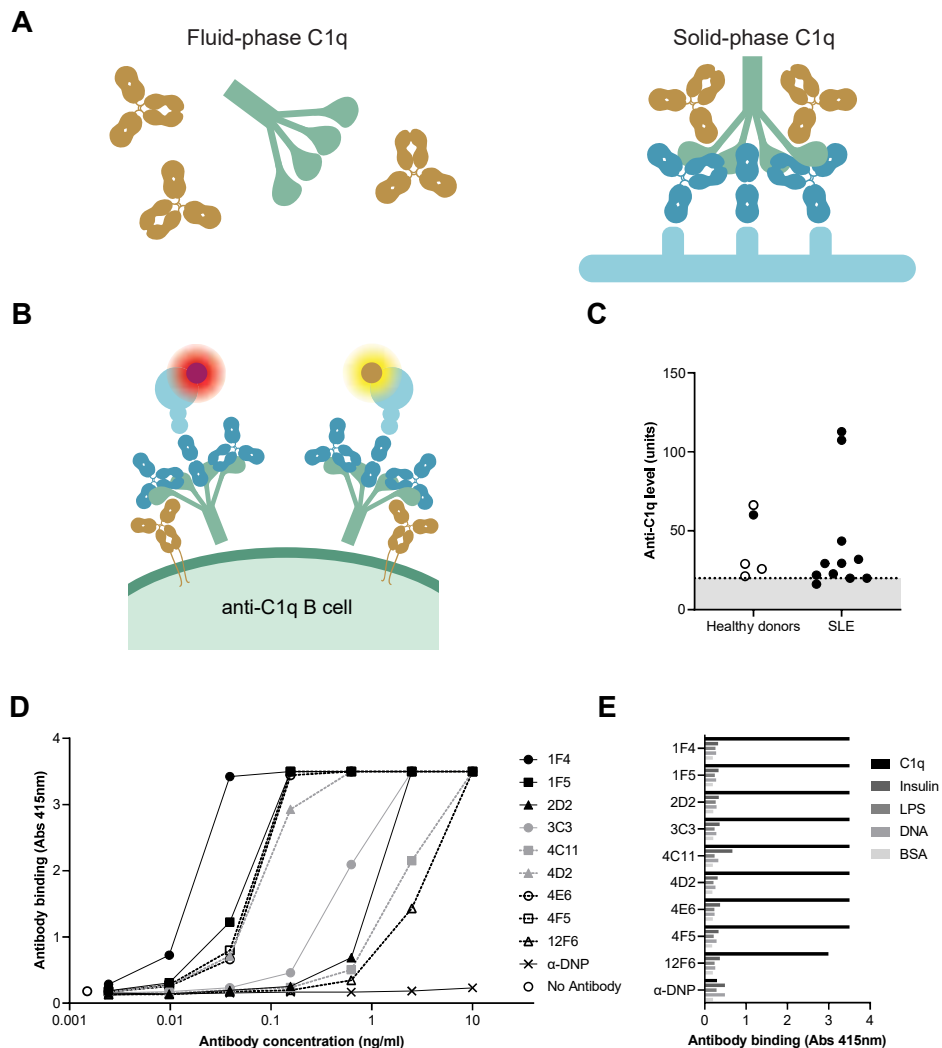 A
Fluid-phase C1q
Solid-phase C1q
B
anti-C1q B cell
C
150
100
50
0
Anti-C1q level (units)
Healthy donors
SLE
D
4
3
2
1
0
Antibody binding (Abs 415nm)
0.001
0.01
0.1
1
10
Antibody concentration (ng/ml)
1F4
1F5
2D2
3C3
4C11
4D2
4E6
4F5
12F6
α-DNP
No Antibody
E
1F4
1F5
2D2
3C3
4C11
4D2
4E6
4F5
12F6
α-DNP
0
1
2
3
4
Antibody binding (Abs 415nm)
C1q
Insulin
LPS
DNA
BSA